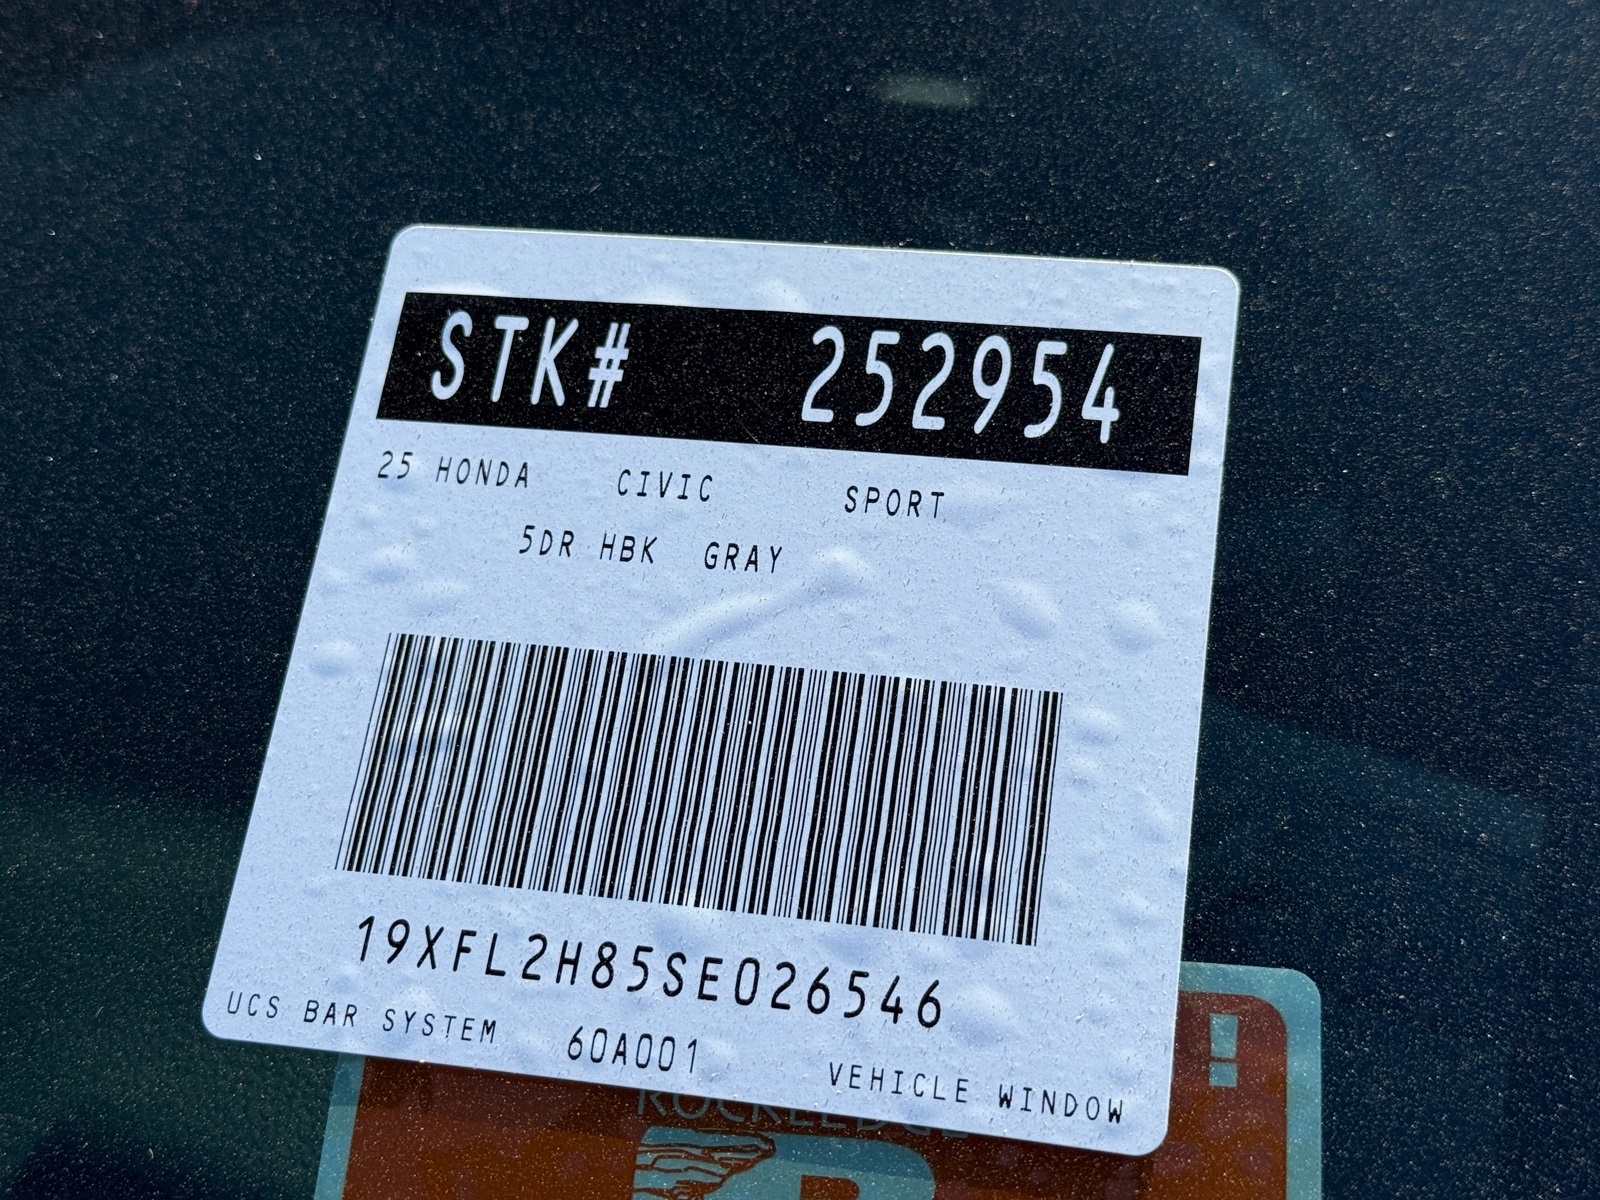 STK# 252954
25 HONDA CIVIC SPORT
5DR HBK GRAY
19XFL2H85SE026546
UCS BAR SYSTEM 60A001 VEHICLE WINDOW
!